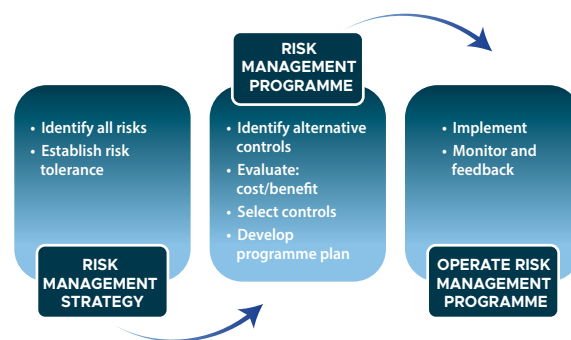 • Identify all risks
• Establish risk
tolerance
RISK
MANAGEMENT
STRATEGY
RISK
MANAGEMENT
PROGRAMME
• Identify alternative
controls
• Evaluate:
cost/benefit
• Select controls
• Develop
programme plan
• Implement
• Monitor and
feedback
OPERATE RISK
MANAGEMENT
PROGRAMME